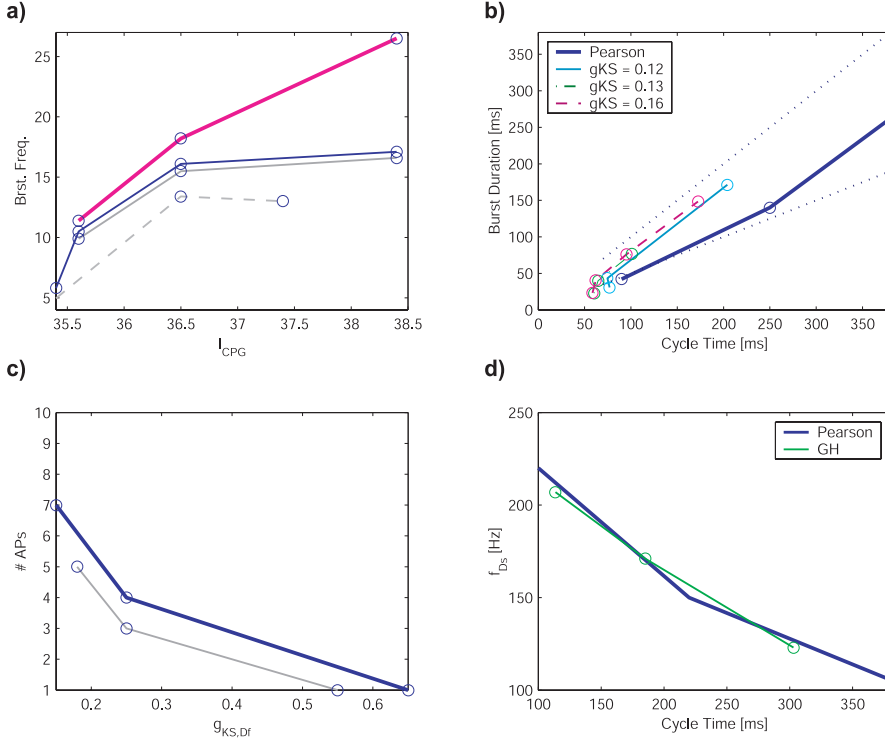 a)
25
20
15
10
5
Brst. Freq.
35.5 36 36.5 37 37.5 38 38.5
I_CPG
b)
350
300
250
200
150
100
50
0
Burst Duration [ms]
Pearson
gKS = 0.12
gKS = 0.13
gKS = 0.16
0 50 100 150 200 250 300 350
Cycle Time [ms]
c)
10
9
8
7
6
5
4
3
2
1
# APs
0.2 0.3 0.4 0.5 0.6
g_KS,Df
d)
250
200
150
100
f_Ds [Hz]
Pearson
GH
100 150 200 250 300 350
Cycle Time [ms]